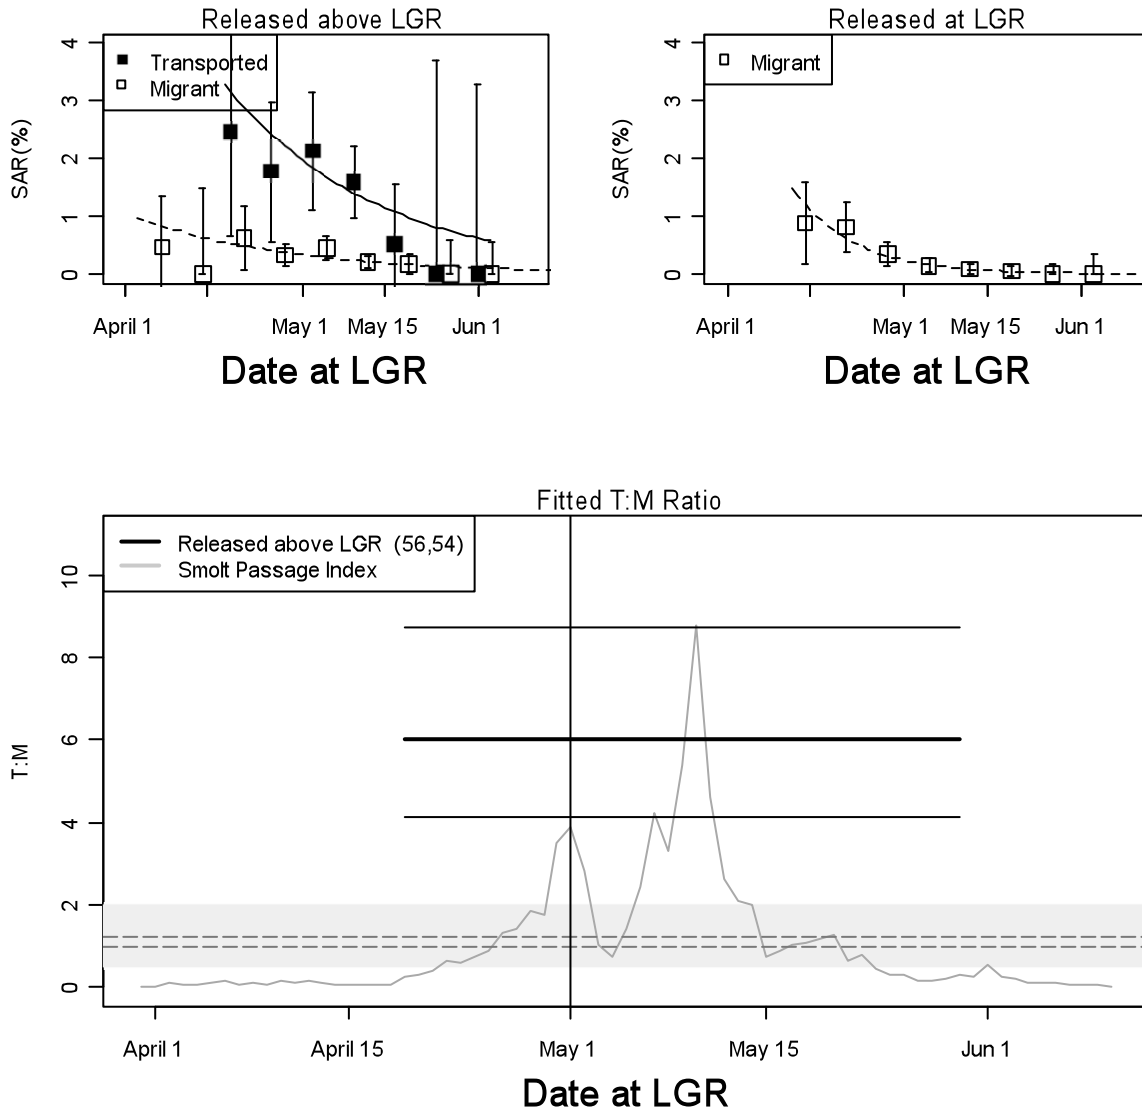 Released above LGR
SAR(%)
4
3
2
1
0
Transported
Migrant
April 1
May 1
May 15
Jun 1
Date at LGR
Released at LGR
SAR(%)
4
3
2
1
0
Migrant
April 1
May 1
May 15
Jun 1
Date at LGR
Fitted T:M Ratio
T:M
10
8
6
4
2
0
Released above LGR (56,54)
Smolt Passage Index
April 1
April 15
May 1
May 15
Jun 1
Date at LGR